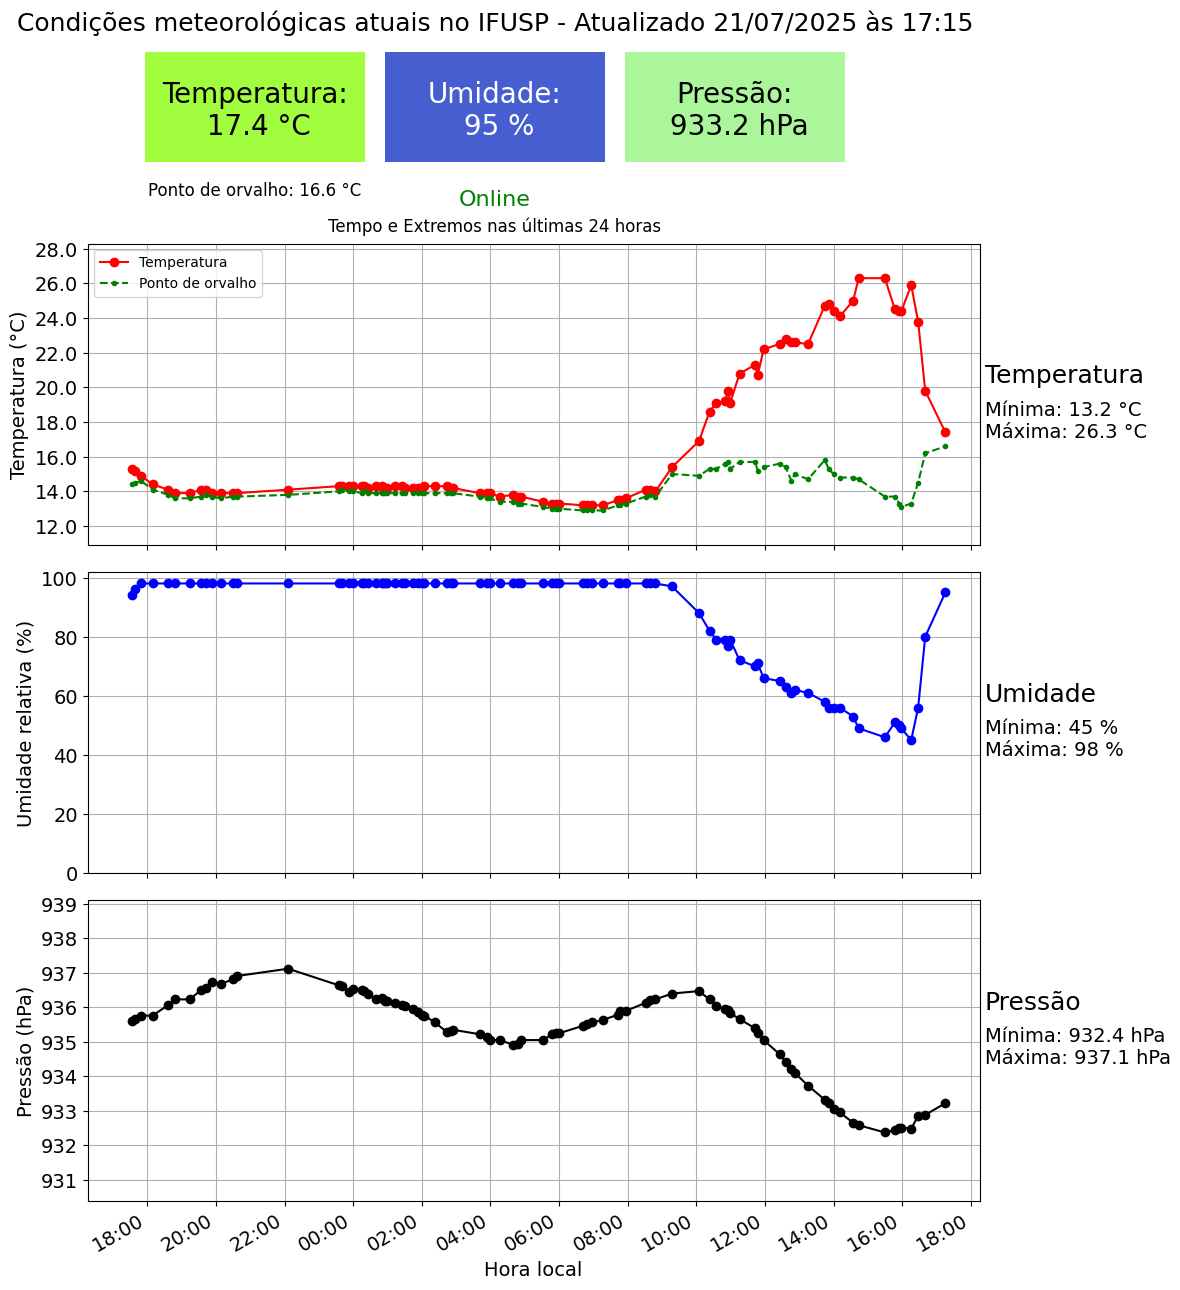 Condições meteorológicas atuais no IFUSP - Atualizado 21/07/2025 às 17:15
Temperatura:
17.4 °C
Umidade:
95 %
Pressão:
933.2 hPa
Ponto de orvalho: 16.6 °C
Online
Tempo e Extremos nas últimas 24 horas
Temperatura (°C)
28.0
26.0
24.0
22.0
20.0
18.0
16.0
14.0
12.0
Temperatura
Ponto de orvalho
Temperatura
Mínima: 13.2 °C
Máxima: 26.3 °C
Umidade relativa (%)
100
80
60
40
20
0
Umidade
Mínima: 45 %
Máxima: 98 %
Pressão (hPa)
939
938
937
936
935
934
933
932
931
Pressão
Mínima: 932.4 hPa
Máxima: 937.1 hPa
18:00 20:00 22:00 00:00 02:00 04:00 06:00 08:00 10:00 12:00 14:00 16:00 18:00
Hora local